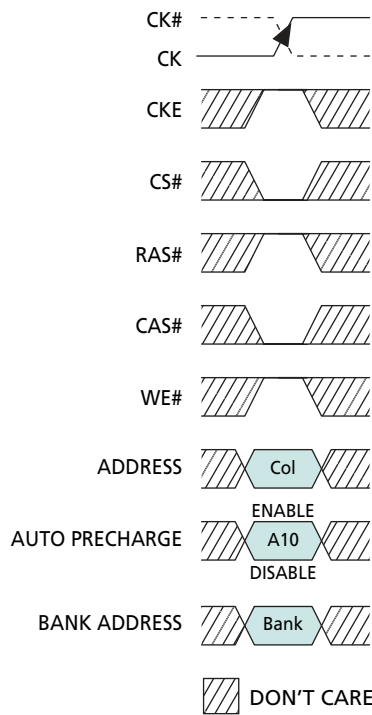 CK#
CK
CKE
CS#
RAS#
CAS#
WE#
ADDRESS
Col
ENABLE
AUTO PRECHARGE
A10
DISABLE
BANK ADDRESS
Bank
DON'T CARE